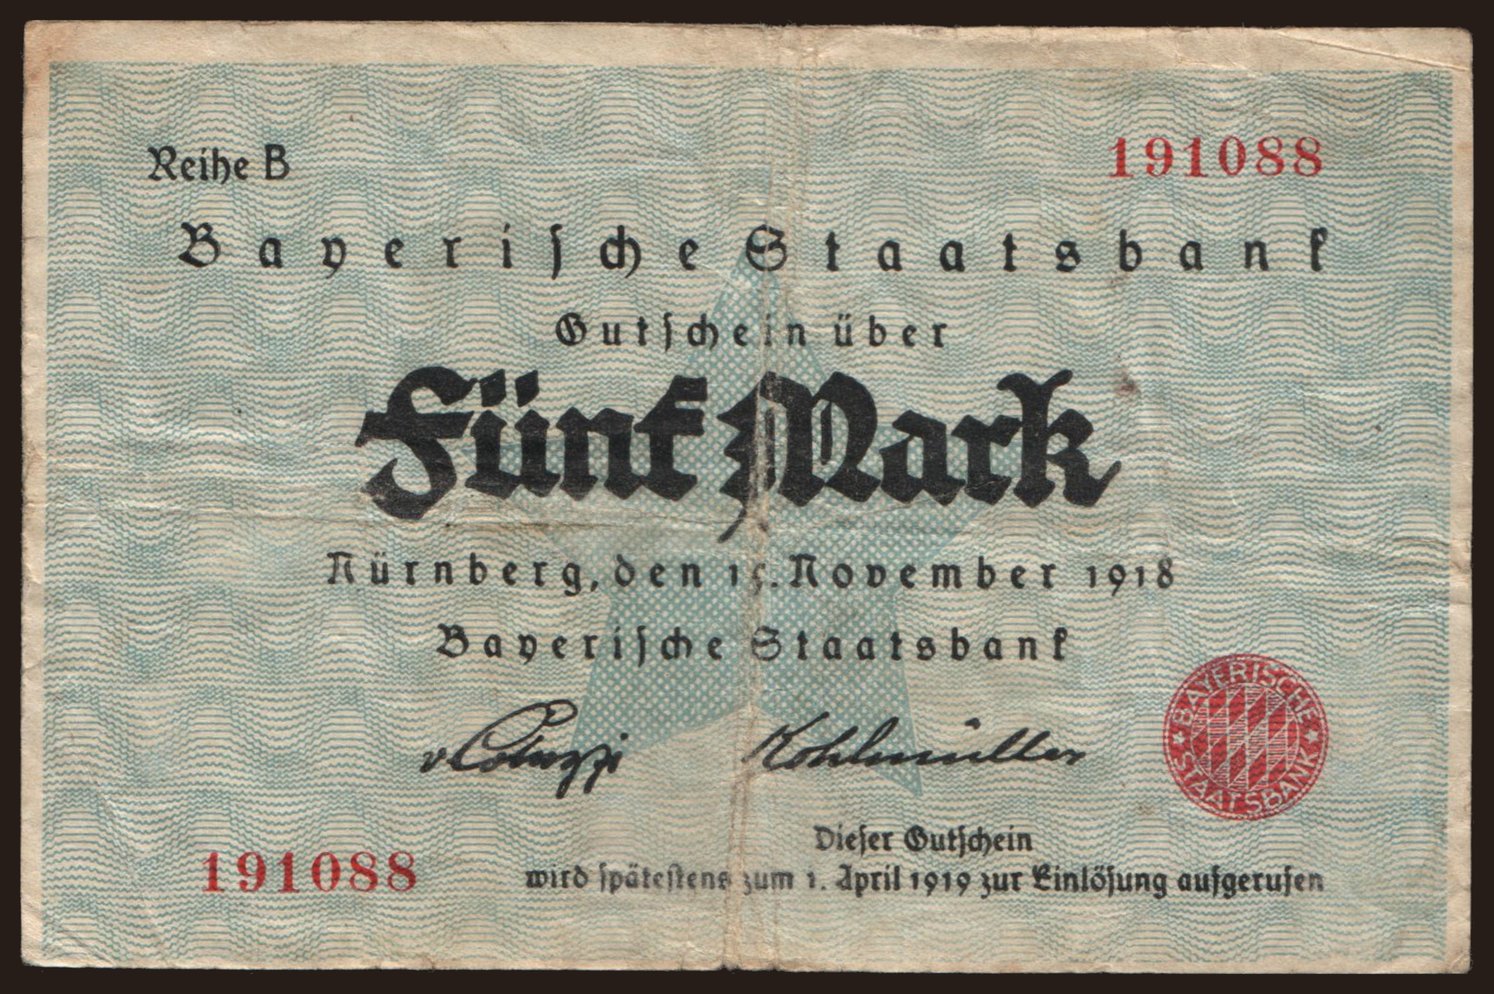 Reihe B 191088
Bayerische Staatsbank
Gutschein über
Fünf Mark
Nürnberg, den 15. November 1918
Bayerische Staatsbank
Kohlmüller
BAYERISCHE STAATSBANK
Dieser Gutschein
191088 wird spätestens zum 1. April 1919 zur Einlösung aufgerufen